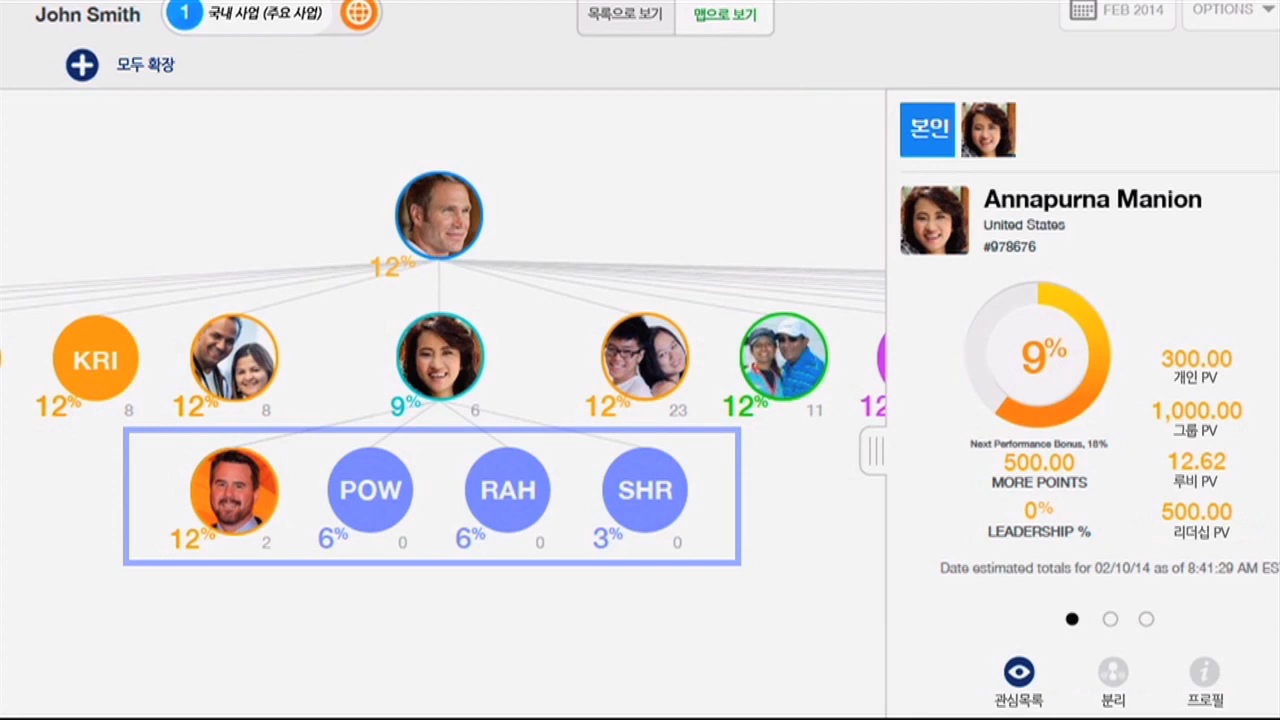 John Smith
1
국내 사업 (주요 사업)
목록으로 보기
맵으로 보기
FEB 2014
OPTIONS
모두 확장
본인
Annapurna Manion
United States
#978676
12%
KRI
12%
8
12%
8
9%
6
12%
23
12%
11
12
12%
2
POW
6%
0
RAH
6%
0
SHR
3%
0
9%
Next Performance Bonus, 18%
500.00
MORE POINTS
0%
LEADERSHIP %
300.00
개인 PV
1,000.00
그룹 PV
12.62
루비 PV
500.00
리더십 PV
Date estimated totals for 02/10/14 as of 8:41:29 AM ES
관심목록
분리
프로필